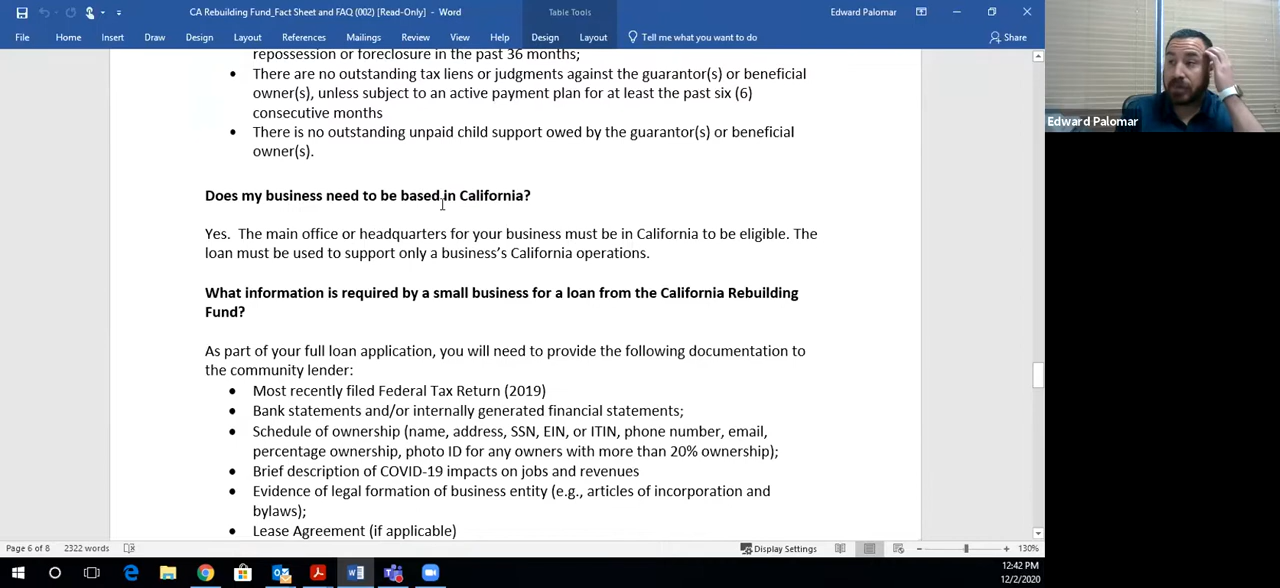 CA Rebuilding Fund_Fact Sheet and FAQ (002) [Read-Only] - Word
Table Tools
Edward Palomar
File Home Insert Draw Design Layout References Mailings Review View Help Design Layout Tell me what you want to do Share
repossession or foreclosure in the past 36 months;
• There are no outstanding tax liens or judgments against the guarantor(s) or beneficial
owner(s), unless subject to an active payment plan for at least the past six (6)
consecutive months
• There is no outstanding unpaid child support owed by the guarantor(s) or beneficial
owner(s).
Edward Palomar
Does my business need to be based in California?
Yes.  The main office or headquarters for your business must be in California to be eligible. The
loan must be used to support only a business's California operations.
What information is required by a small business for a loan from the California Rebuilding
Fund?
As part of your full loan application, you will need to provide the following documentation to
the community lender:
• Most recently filed Federal Tax Return (2019)
• Bank statements and/or internally generated financial statements;
• Schedule of ownership (name, address, SSN, EIN, or ITIN, phone number, email,
percentage ownership, photo ID for any owners with more than 20% ownership);
• Brief description of COVID-19 impacts on jobs and revenues
• Evidence of legal formation of business entity (e.g., articles of incorporation and
bylaws);
• Lease Agreement (if applicable)
Page 6 of 8 2322 words Display Settings 130%
12:42 PM
12/2/2020